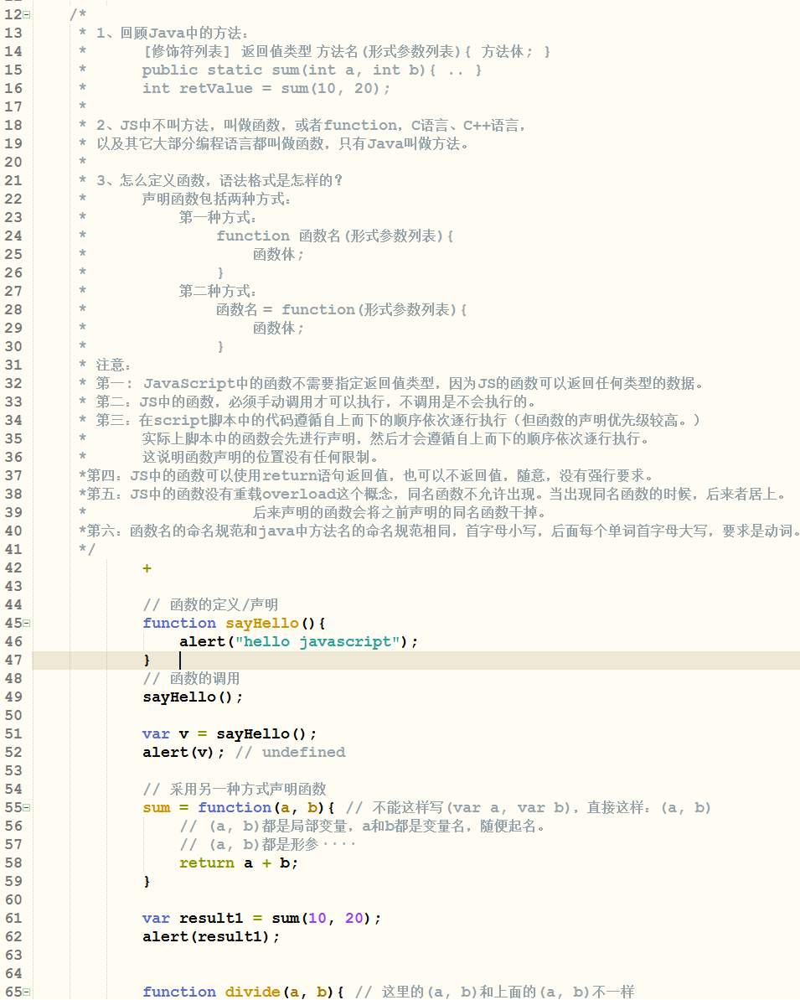 12 /*
13 * 1、回顾Java中的方法：
14 * [修饰符列表] 返回值类型 方法名(形式参数列表){ 方法体; }
15 * public static sum(int a, int b){ .. }
16 * int retValue = sum(10, 20);
17 *
18 * 2、JS中不叫方法，叫做函数，或者function，C语言、C++语言，
19 * 以及其它大部分编程语言都叫做函数，只有Java叫做方法。
20 *
21 * 3、怎么定义函数，语法格式是怎样的？
22 * 声明函数包括两种方式：
23 * 第一种方式：
24 * function 函数名(形式参数列表){
25 * 函数体;
26 * }
27 * 第二种方式：
28 * 函数名 = function(形式参数列表){
29 * 函数体;
30 * }
31 * 注意：
32 * 第一: JavaScript中的函数不需要指定返回值类型，因为JS的函数可以返回任何类型的数据。
33 * 第二：JS中的函数，必须手动调用才可以执行，不调用是不会执行的。
34 * 第三：在script脚本中的代码遵循自上而下的顺序依次逐行执行（但函数的声明优先级较高。）
35 * 实际上脚本中的函数会先进行声明，然后才会遵循自上而下的顺序依次逐行执行。
36 * 这说明函数声明的位置没有任何限制。
37 *第四：JS中的函数可以使用return语句返回值，也可以不返回值，随意，没有强行要求。
38 *第五：JS中的函数没有重载overload这个概念，同名函数不允许出现。当出现同名函数的时候，后来者居上。
39 * 后来声明的函数会将之前声明的同名函数干掉。
40 *第六：函数名的命名规范和java中方法名的命名规范相同，首字母小写，后面每个单词首字母大写，要求是动词。
41 */
42 +
43
44 // 函数的定义/声明
45 function sayHello(){
46 alert("hello javascript");
47 }
48 // 函数的调用
49 sayHello();
50
51 var v = sayHello();
52 alert(v); // undefined
53
54 // 采用另一种方式声明函数
55 sum = function(a, b){ // 不能这样写(var a, var b)，直接这样：(a, b)
56 // (a, b)都是局部变量，a和b都是变量名，随便起名。
57 // (a, b)都是形参····
58 return a + b;
59 }
60
61 var result1 = sum(10, 20);
62 alert(result1);
63
64
65 function divide(a, b){ // 这里的(a, b)和上面的(a, b)不一样